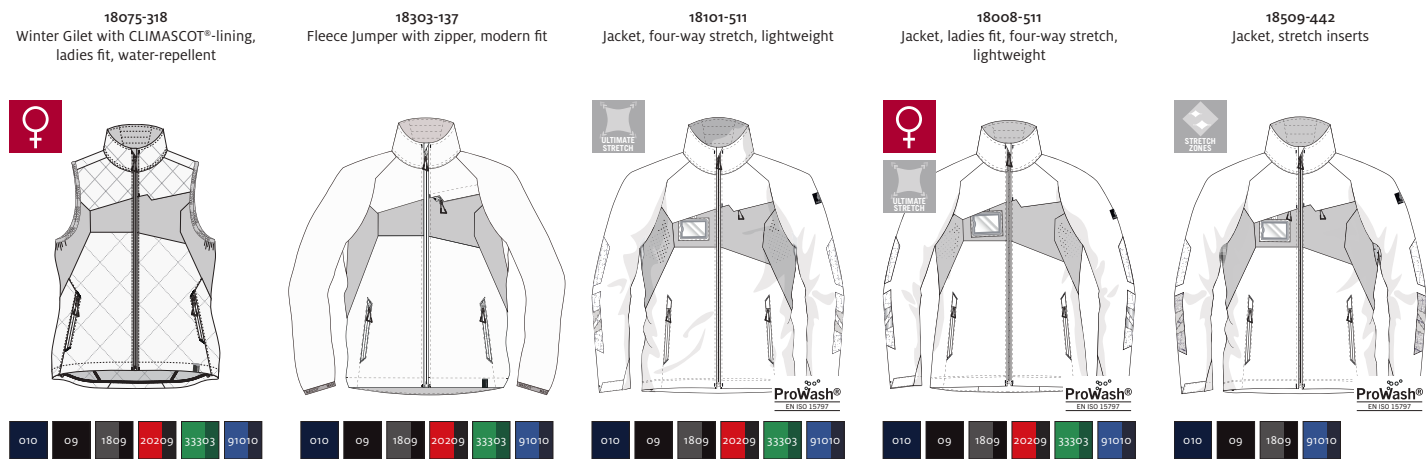 18075-318
Winter Gilet with CLIMASCOT®-lining,
ladies fit, water-repellent
18303-137
Fleece Jumper with zipper, modern fit
18101-511
Jacket, four-way stretch, lightweight
18008-511
Jacket, ladies fit, four-way stretch,
lightweight
18509-442
Jacket, stretch inserts
ULTIMATE
STRETCH
ULTIMATE
STRETCH
STRETCH
ZONES
ProWash®
EN ISO 15797
ProWash®
EN ISO 15797
ProWash®
EN ISO 15797
010 09 1809 20209 33303 91010
010 09 1809 20209 33303 91010
010 09 1809 20209 33303 91010
010 09 1809 20209 33303 91010
010 09 1809 91010